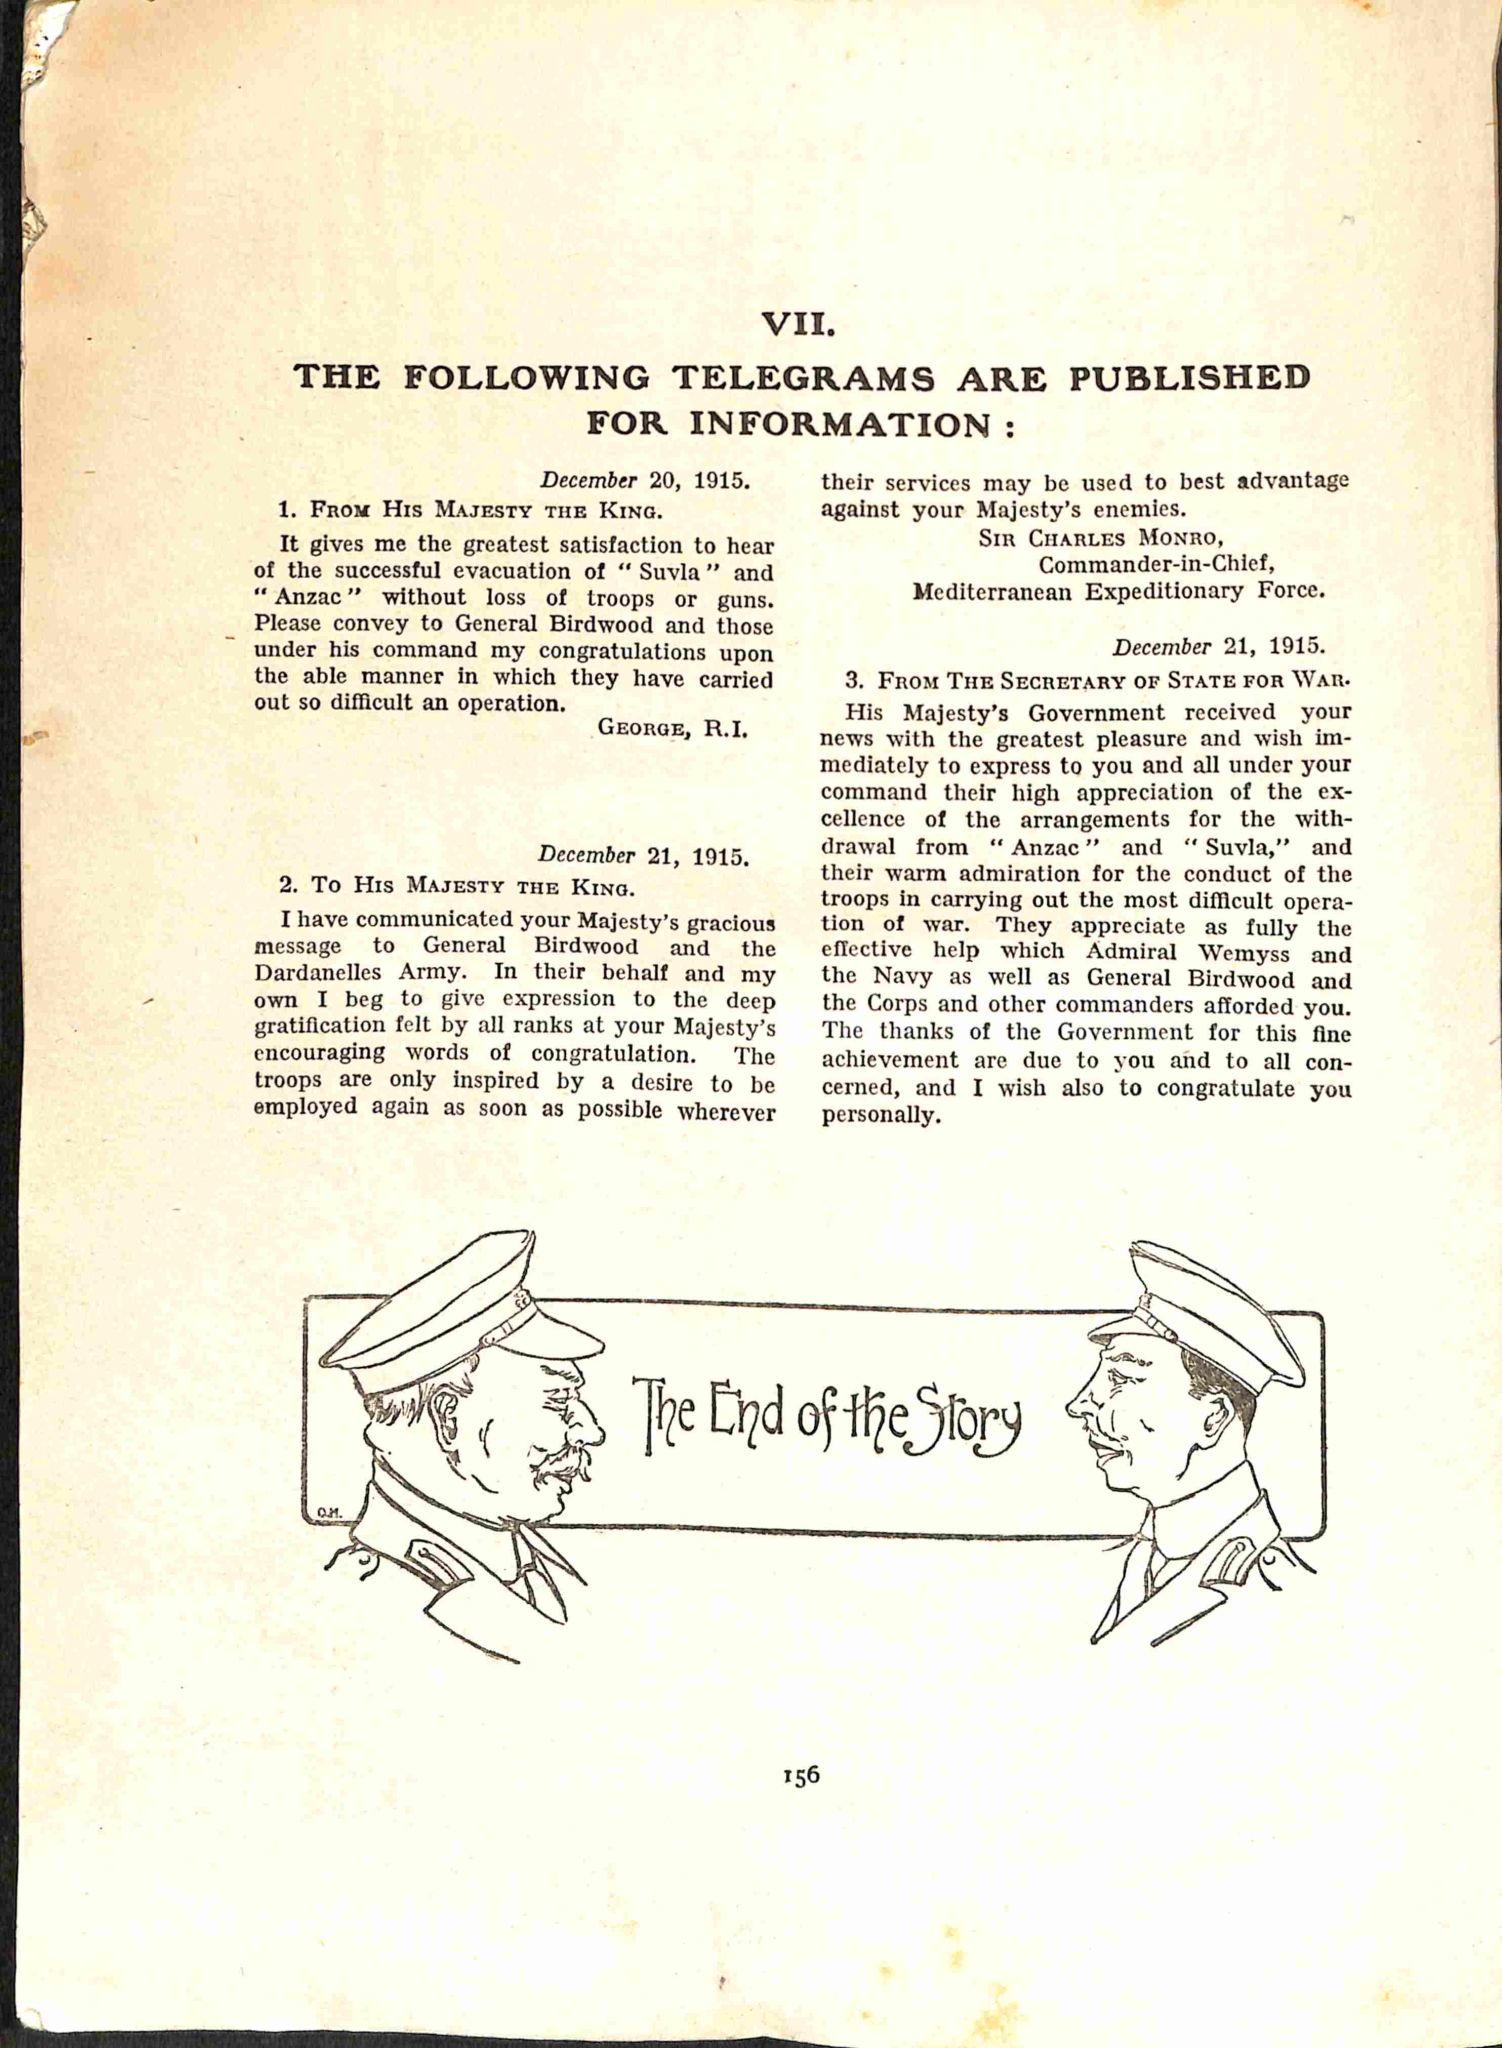 VII.
THE FOLLOWING TELEGRAMS ARE PUBLISHED
FOR INFORMATION :
December 20, 1915.
1. FROM HIS MAJESTY THE KING.
It gives me the greatest satisfaction to hear
of the successful evacuation of “ Suvla ” and
“ Anzac ” without loss of troops or guns.
Please convey to General Birdwood and those
under his command my congratulations upon
the able manner in which they have carried
out so difficult an operation.
GEORGE, R.I.
December 21, 1915.
2. TO HIS MAJESTY THE KING.
I have communicated your Majesty's gracious
message to General Birdwood and the
Dardanelles Army. In their behalf and my
own I beg to give expression to the deep
gratification felt by all ranks at your Majesty's
encouraging words of congratulation. The
troops are only inspired by a desire to be
employed again as soon as possible wherever
their services may be used to best advantage
against your Majesty's enemies.
SIR CHARLES MONRO,
Commander-in-Chief,
Mediterranean Expeditionary Force.
December 21, 1915.
3. FROM THE SECRETARY OF STATE FOR WAR.
His Majesty's Government received your
news with the greatest pleasure and wish im-
mediately to express to you and all under your
command their high appreciation of the ex-
cellence of the arrangements for the with-
drawal from “ Anzac ” and “ Suvla,” and
their warm admiration for the conduct of the
troops in carrying out the most difficult opera-
tion of war. They appreciate as fully the
effective help which Admiral Wemyss and
the Navy as well as General Birdwood and
the Corps and other commanders afforded you.
The thanks of the Government for this fine
achievement are due to you and to all con-
cerned, and I wish also to congratulate you
personally.
The End of the Story
O.H.
156